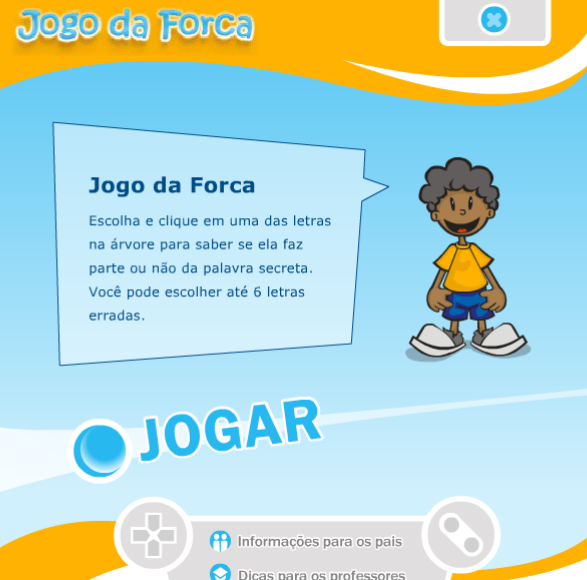 Jogo da Forca
Jogo da Forca
Escolha e clique em uma das letras
na árvore para saber se ela faz
parte ou não da palavra secreta.
Você pode escolher até 6 letras
erradas.
JOGAR
Informações para os pais
Dicas para os professores